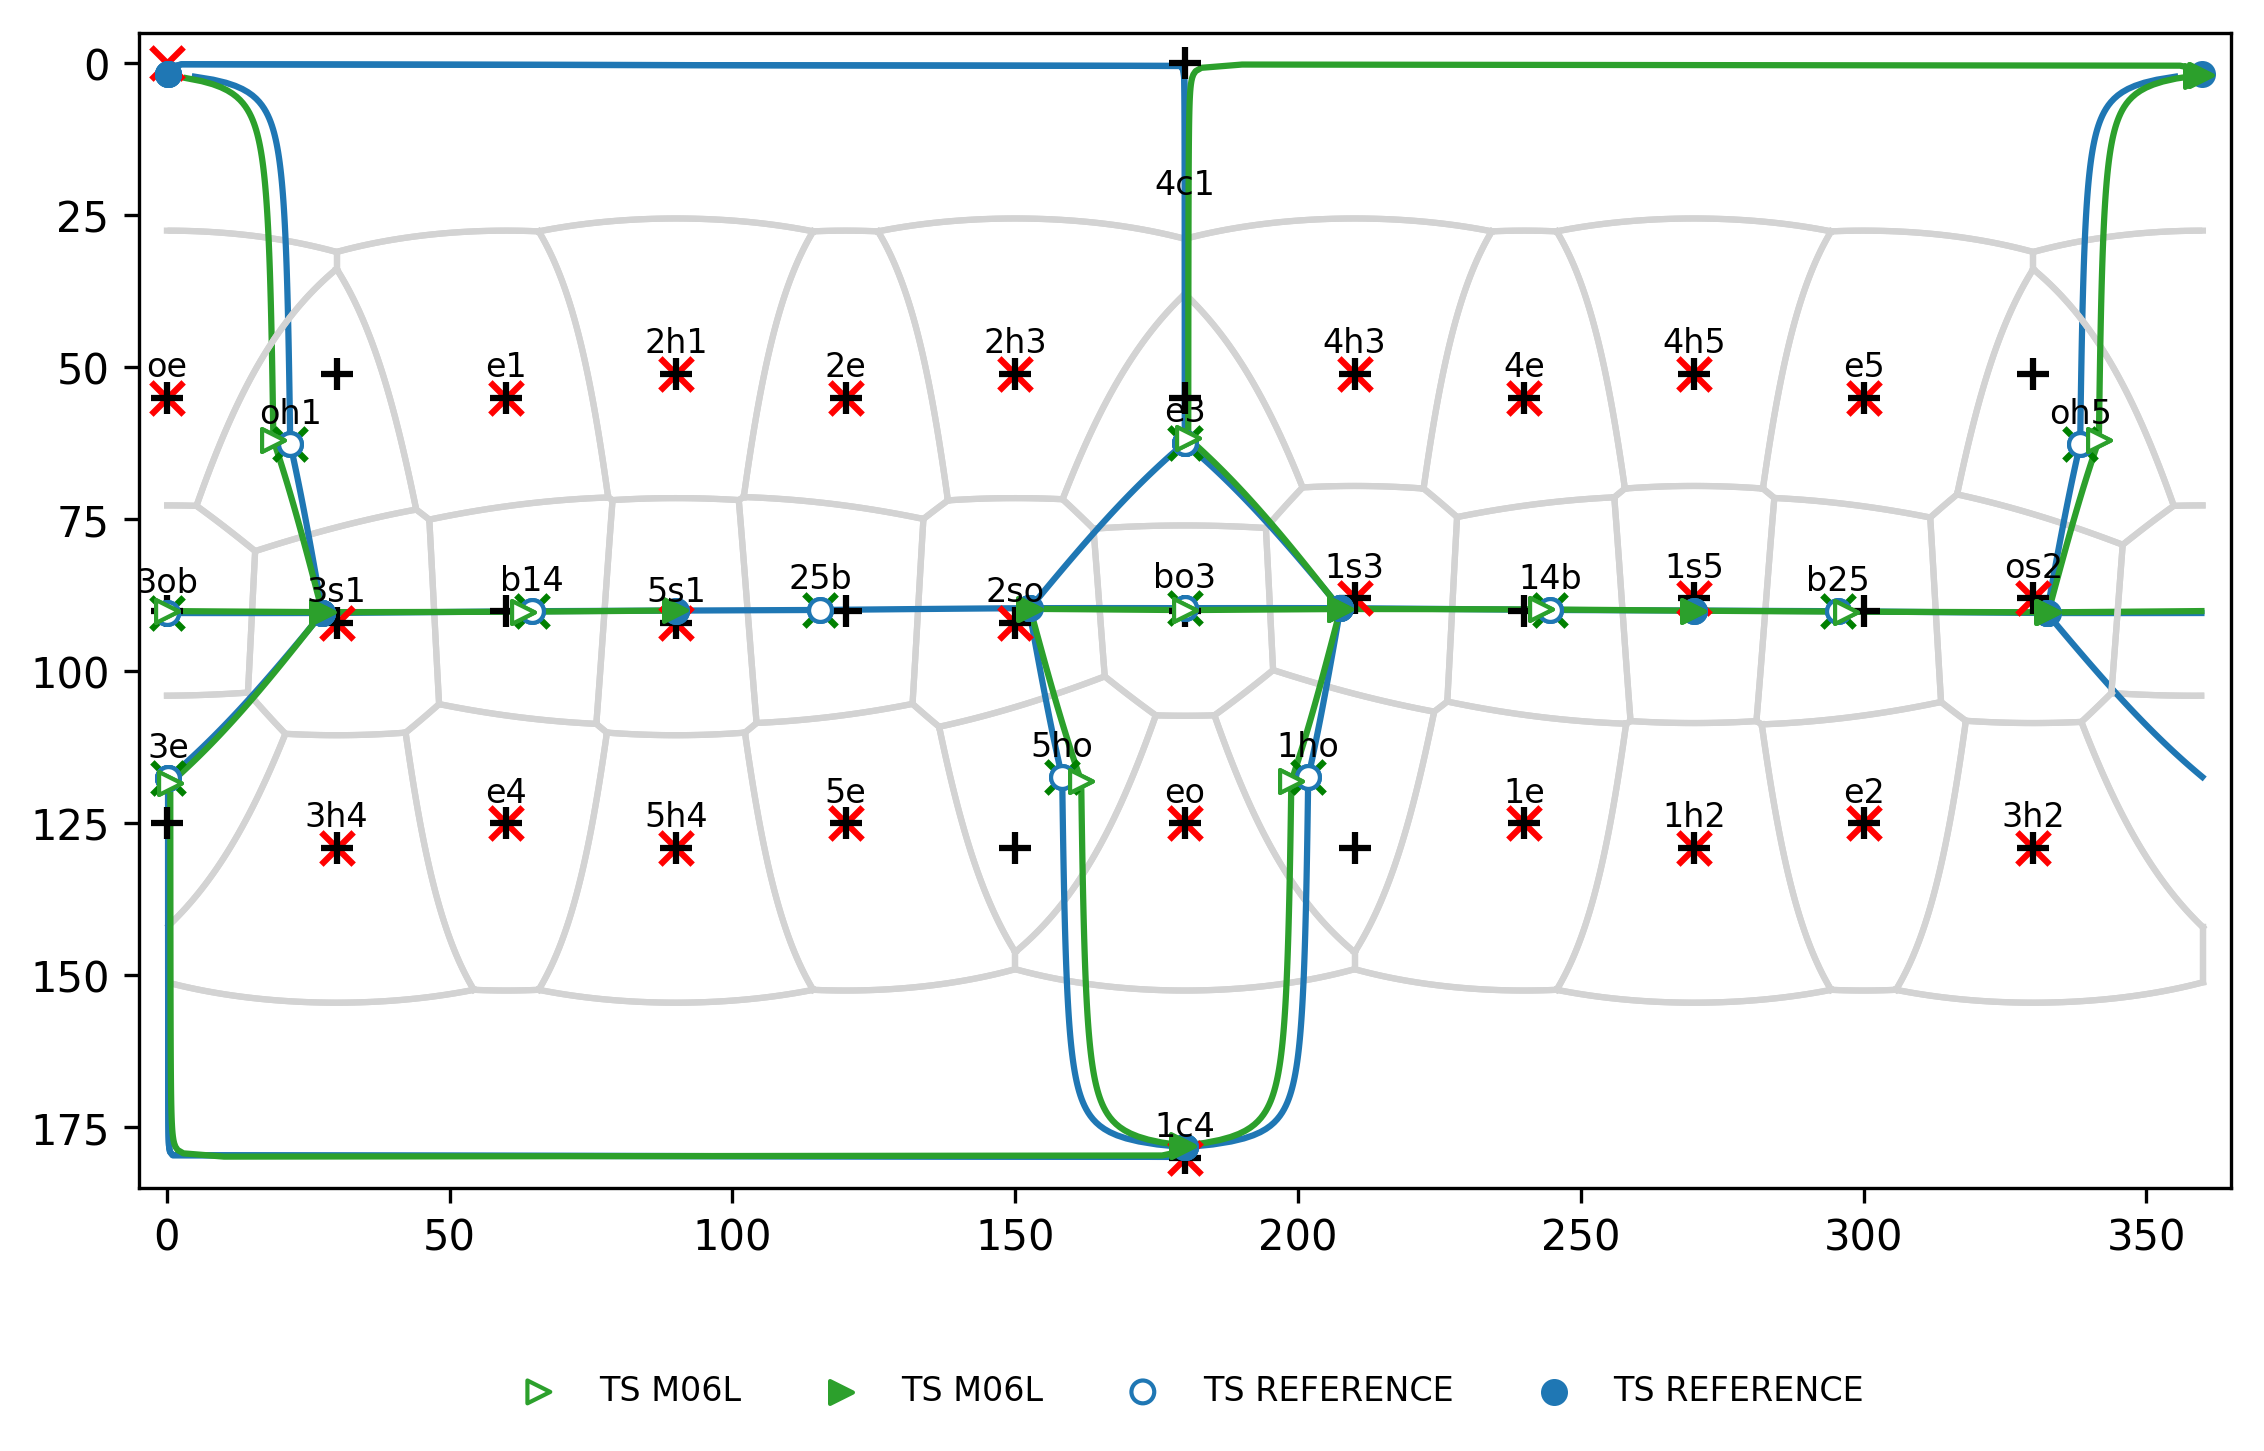 0
25
50
75
100
125
150
175
4c1
oe e1 2h1 2e 2h3 4h3 4e 4h5 e5
oh1 e3 oh5
3ob 3s1 b14 5s1 25b 2so bo3 1s3 14b 1s5 b25 os2
3e 5ho 1ho
3h4 e4 5h4 5e eo 1e 1h2 e2 3h2
1c4
0 50 100 150 200 250 300 350
TS M06L TS M06L TS REFERENCE TS REFERENCE